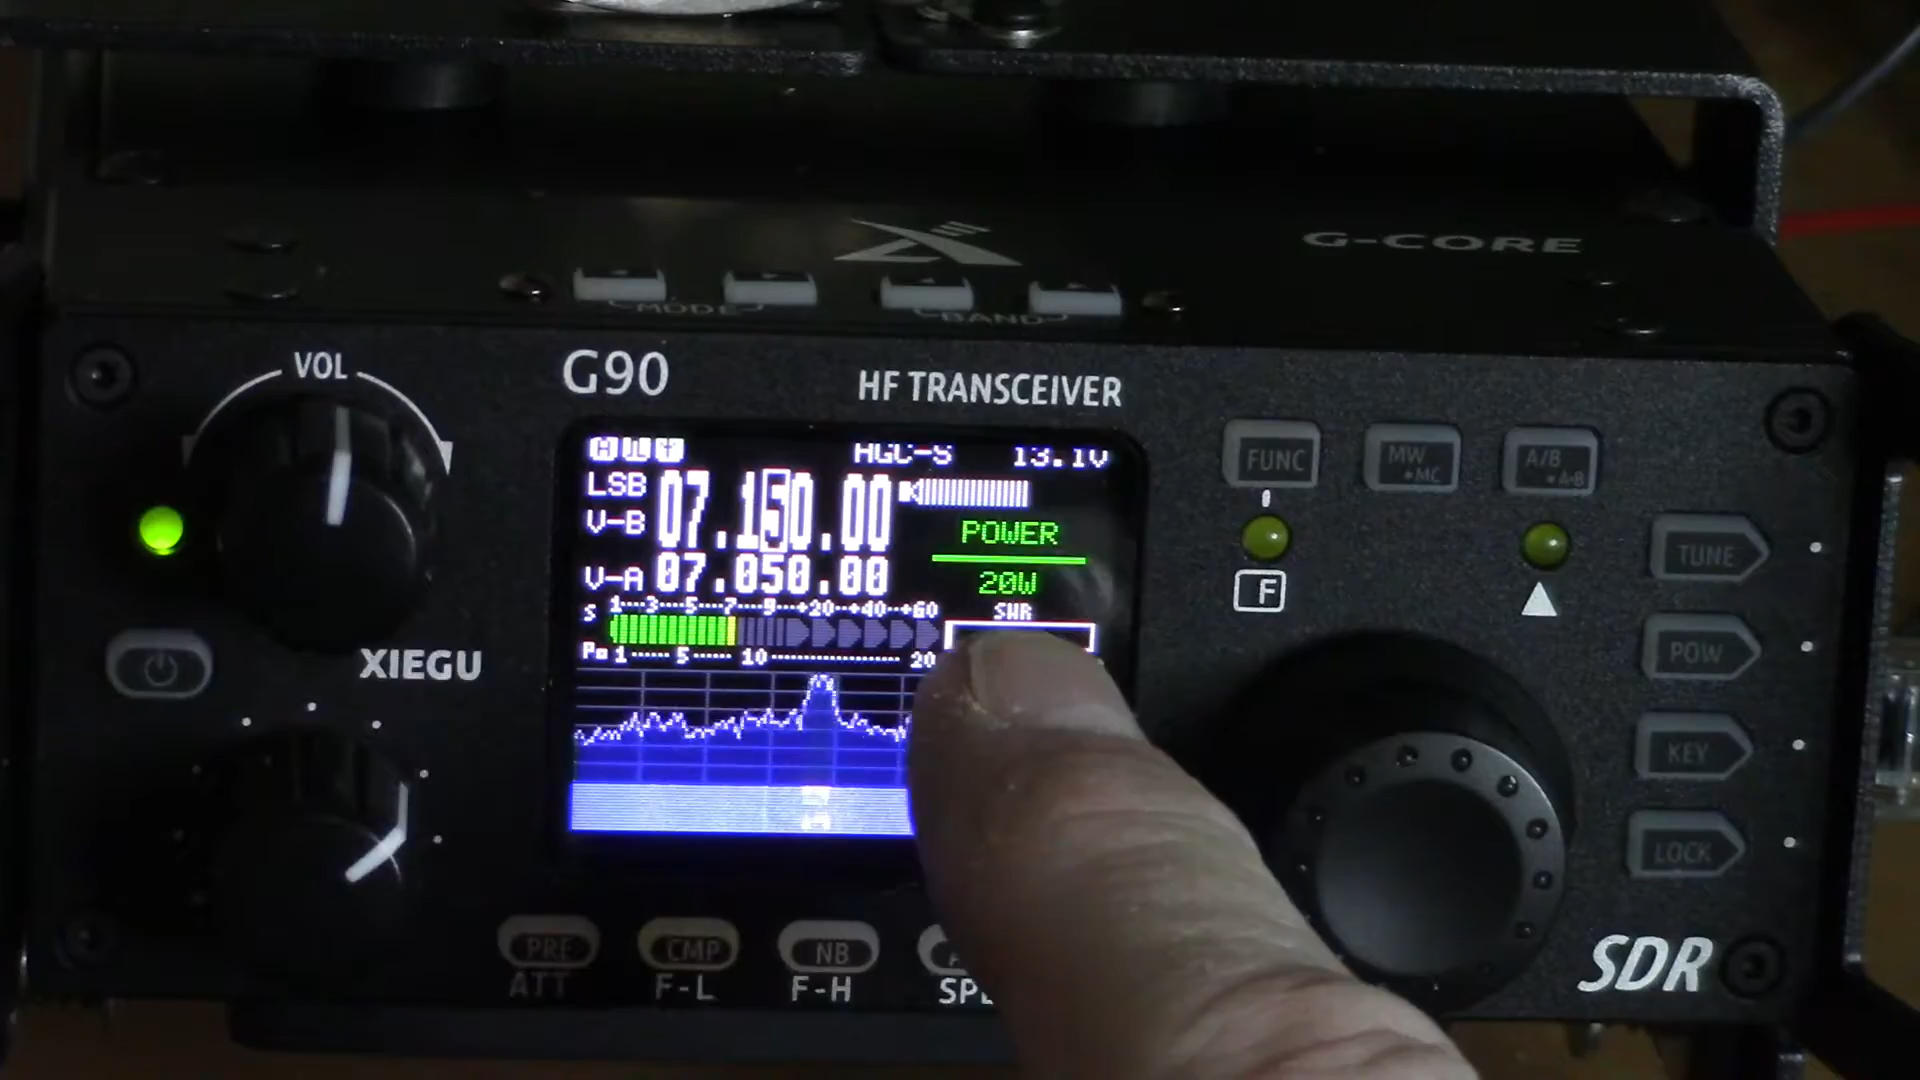 G-CORE
MODE
BAND
VOL
G90
HF TRANSCEIVER
AGC-S 13.1V
LSB 07.150.00
V-B
POWER
V-A 07.050.00
20W
SWR
S 1 3 5 7 9 +20 +40 +60
Po 1 5 10 20
FUNC
MW
*MC
A/B
F
TUNE
POW
KEY
LOCK
XIEGU
PRE
CMP
NB
ATT
F-L
F-H
SDR